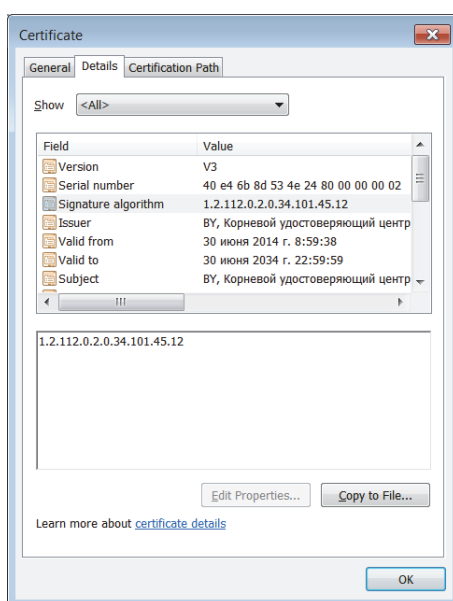 Certificate
General Details Certification Path
Show <All>
Field Value
Version V3
Serial number 40 e4 6b 8d 53 4e 24 80 00 00 00 02
Signature algorithm 1.2.112.0.2.0.34.101.45.12
Issuer BY, Корневой удостоверяющий центр
Valid from 30 июня 2014 г. 8:59:38
Valid to 30 июня 2034 г. 22:59:59
Subject BY, Корневой удостоверяющий центр
1.2.112.0.2.0.34.101.45.12
Edit Properties... Copy to File...
Learn more about certificate details
OK